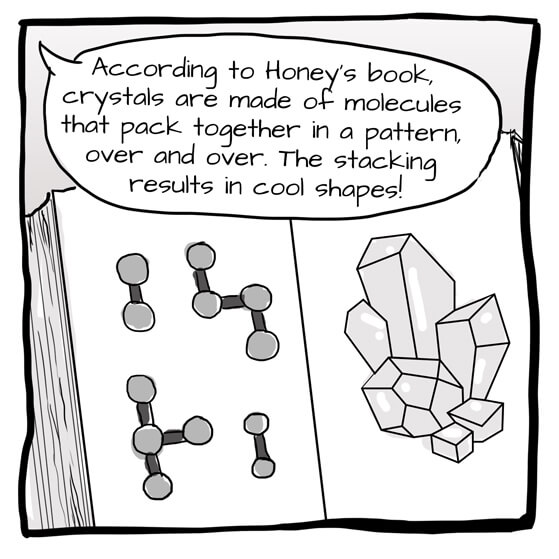 According to Honey's book,
crystals are made of molecules
that pack together in a pattern,
over and over. The stacking
results in cool shapes!